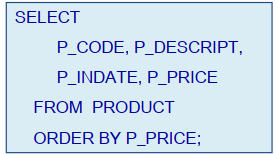 SELECT
P_CODE, P_DESCRIPT,
P_INDATE, P_PRICE
FROM PRODUCT
ORDER BY P_PRICE;